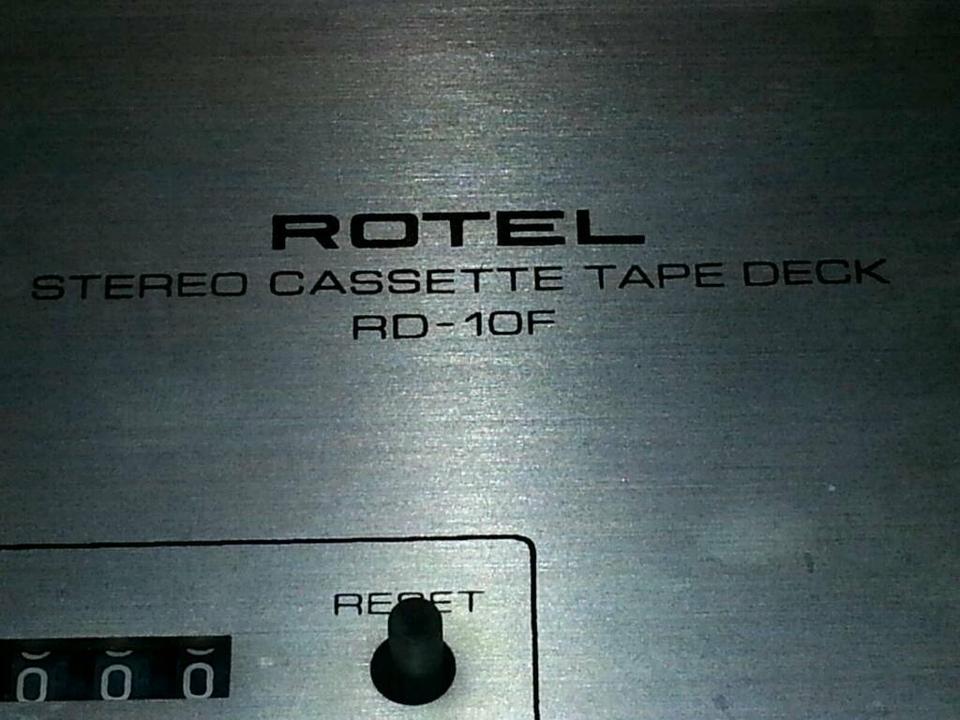 ROTEL
STEREO CASSETTE TAPE DECK
RD-10F
RESET
0 0 0